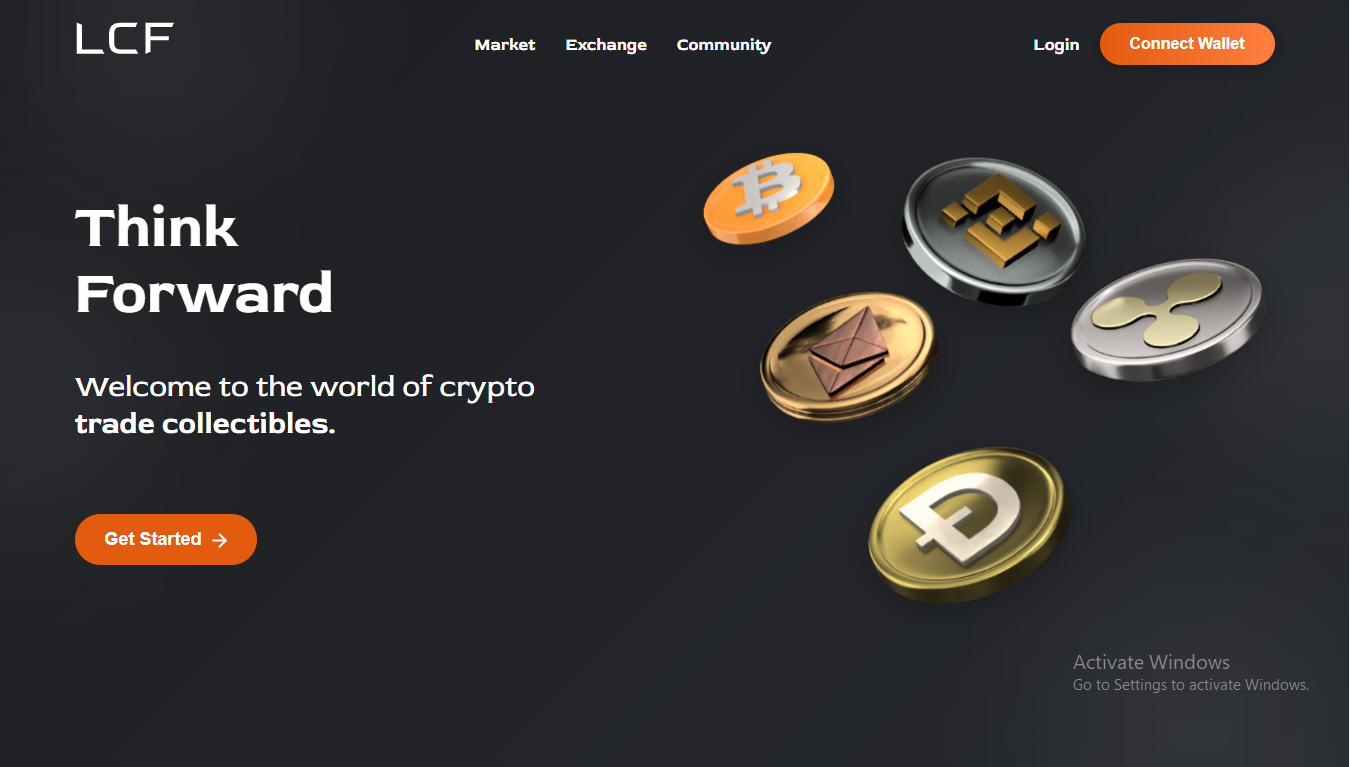 LCF
Market Exchange Community Login Connect Wallet
Think
Forward
Welcome to the world of crypto
trade collectibles.
Get Started →
Activate Windows
Go to Settings to activate Windows.